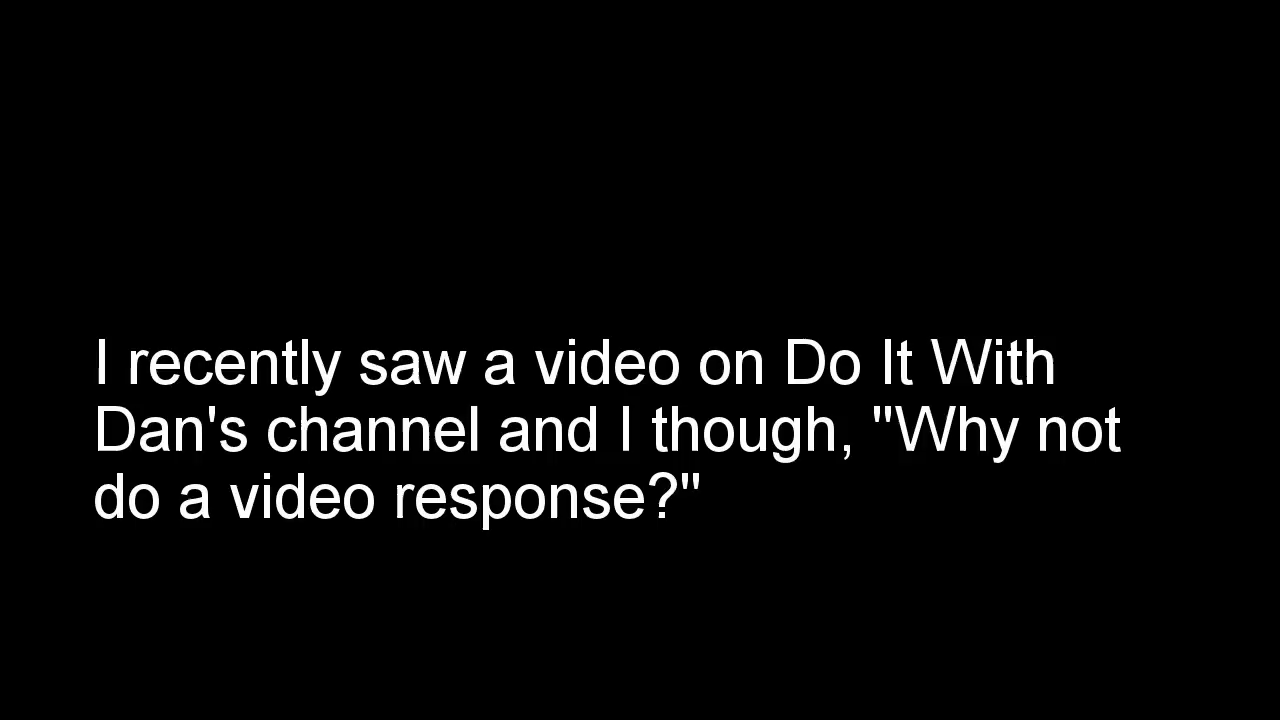 I recently saw a video on Do It With
Dan's channel and I though, "Why not
do a video response?"